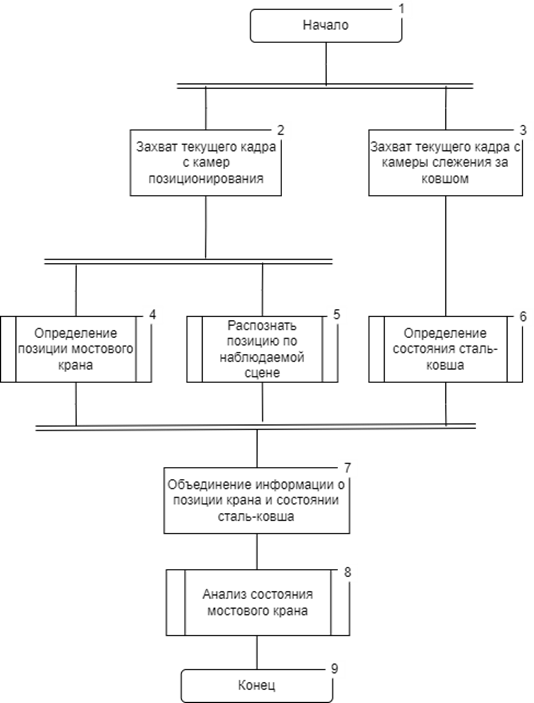 1
Начало
2
Захват текущего кадра
с камер
позиционирования
3
Захват текущего кадра с
камеры слежения за
ковшом
4
Определение
позиции мостового
крана
5
Распознать
позицию по
наблюдаемой
сцене
6
Определение
состояния сталь-
ковша
7
Объединение информации о
позиции крана и состоянии
сталь-ковша
8
Анализ состояния
мостового крана
9
Конец